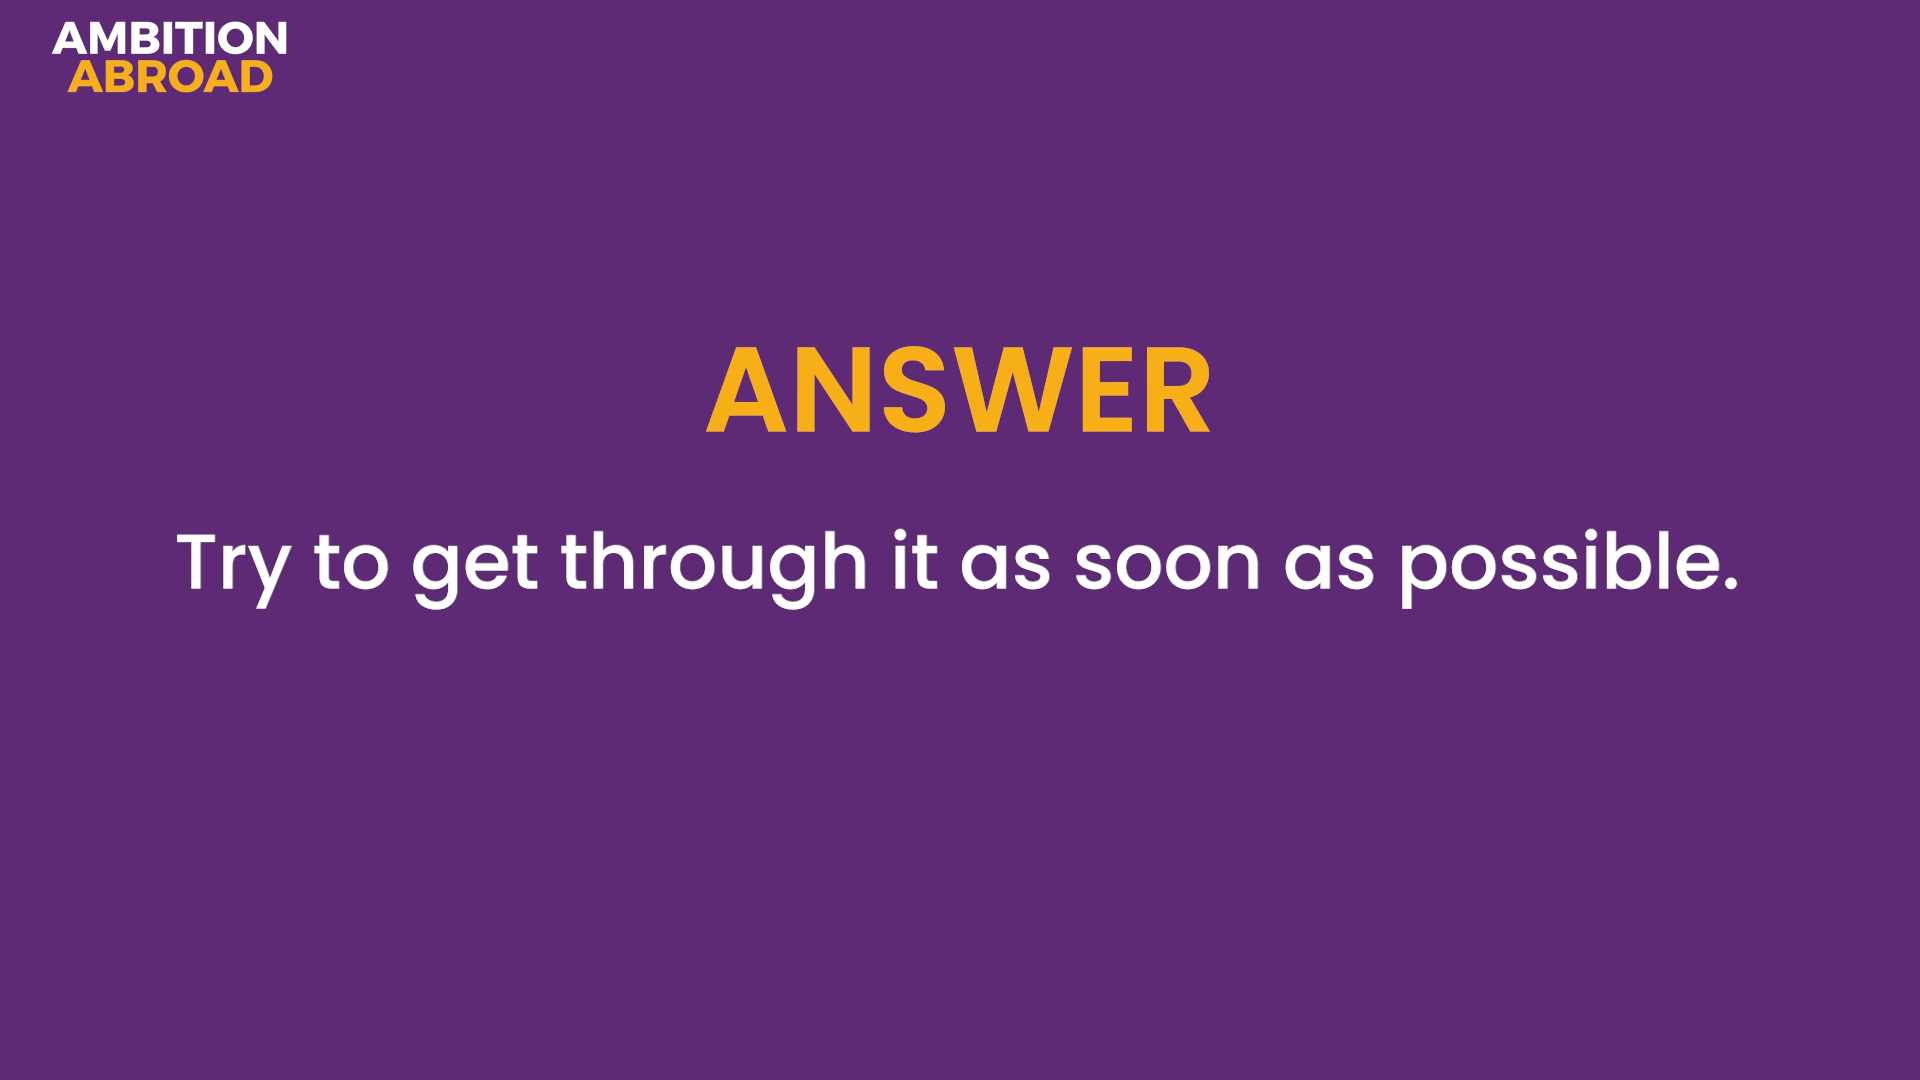 AMBITION
ABROAD
ANSWER
Try to get through it as soon as possible.